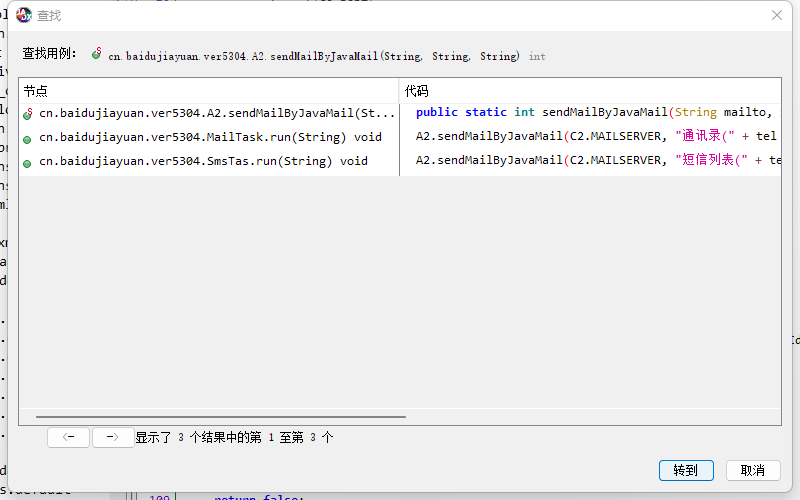 查找
查找用例: cn.baidujiayuan.ver5304.A2.sendMailByJavaMail(String, String, String) int
节点 代码
cn.baidujiayuan.ver5304.A2.sendMailByJavaMail(St... public static int sendMailByJavaMail(String mailto,
cn.baidujiayuan.ver5304.MailTask.run(String) void A2.sendMailByJavaMail(C2.MAILSERVER, "通讯录(" + tel
cn.baidujiayuan.ver5304.SmsTas.run(String) void A2.sendMailByJavaMail(C2.MAILSERVER, "短信列表(" + te
<- -> 显示了 3 个结果中的第 1 至第 3 个
转到 取消
s.default
109 return false;